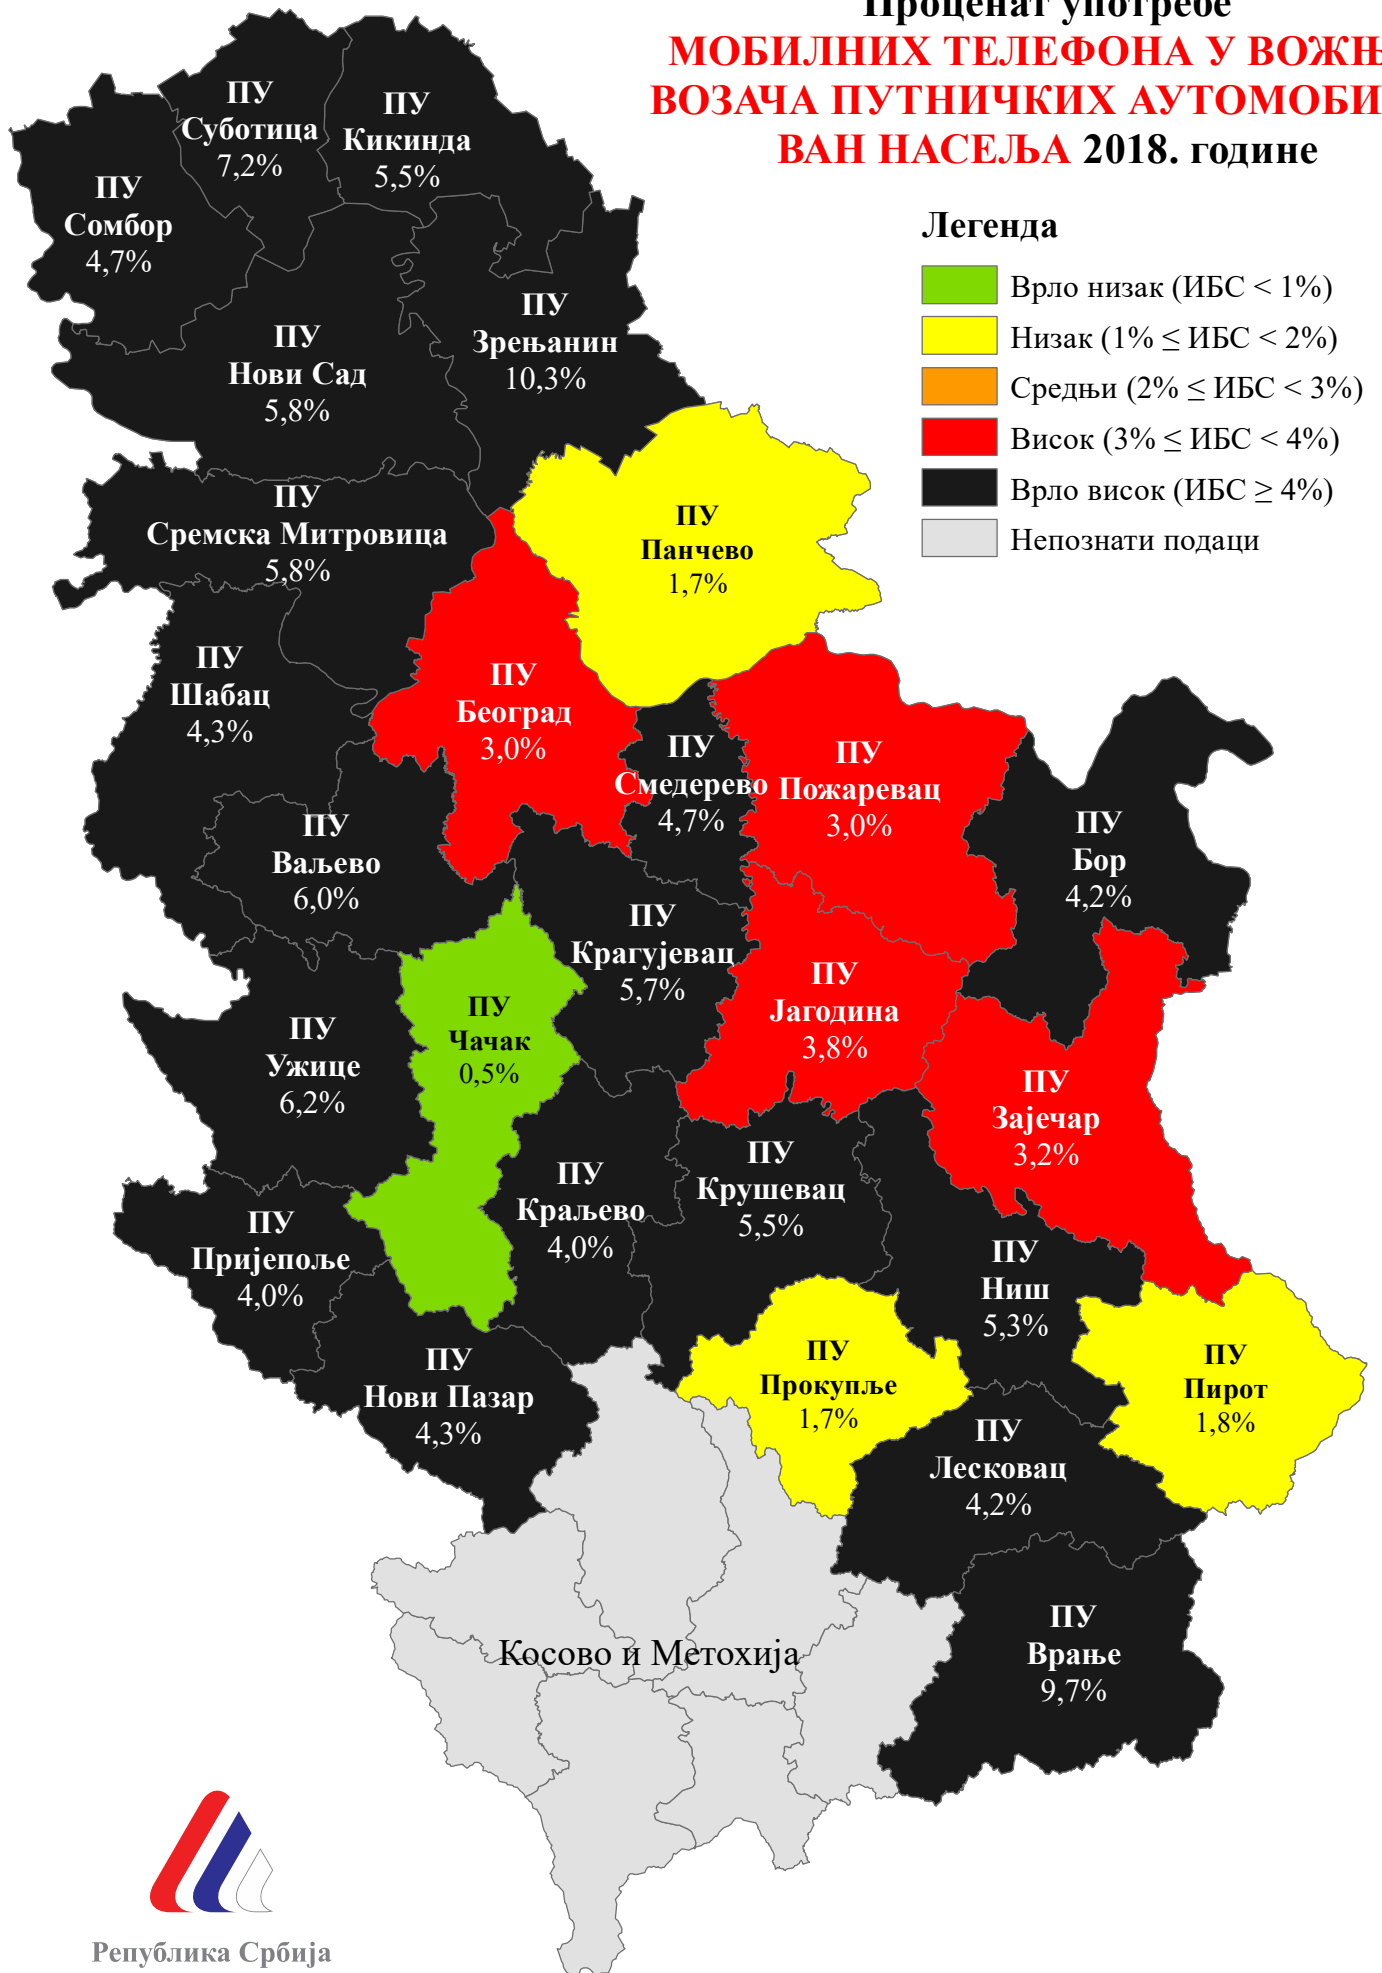 Проценат употребе
МОБИЛНИХ ТЕЛЕФОНА У ВОЖЊ
ВОЗАЧА ПУТНИЧКИХ АУТОМОБИ
ВАН НАСЕЉА 2018. године
Легенда
Врло низак (ИБС < 1%)
Низак (1% ≤ ИБС < 2%)
Средњи (2% ≤ ИБС < 3%)
Висок (3% ≤ ИБС < 4%)
Врло висок (ИБС ≥ 4%)
Непознати подаци
ПУ
Суботица
7,2%
ПУ
Кикинда
5,5%
ПУ
Сомбор
4,7%
ПУ
Зрењанин
10,3%
ПУ
Нови Сад
5,8%
ПУ
Сремска Митровица
5,8%
ПУ
Панчево
1,7%
ПУ
Шабац
4,3%
ПУ
Београд
3,0%
ПУ
Смедерево
4,7%
ПУ
Пожаревац
3,0%
ПУ
Бор
4,2%
ПУ
Ваљево
6,0%
ПУ
Крагујевац
5,7%
ПУ
Јагодина
3,8%
ПУ
Чачак
0,5%
ПУ
Ужице
6,2%
ПУ
Зајечар
3,2%
ПУ
Крушевац
5,5%
ПУ
Краљево
4,0%
ПУ
Пријепоље
4,0%
ПУ
Ниш
5,3%
ПУ
Нови Пазар
4,3%
ПУ
Прокупље
1,7%
ПУ
Пирот
1,8%
ПУ
Лесковац
4,2%
ПУ
Врање
9,7%
Косово и Метохија
Република Србија